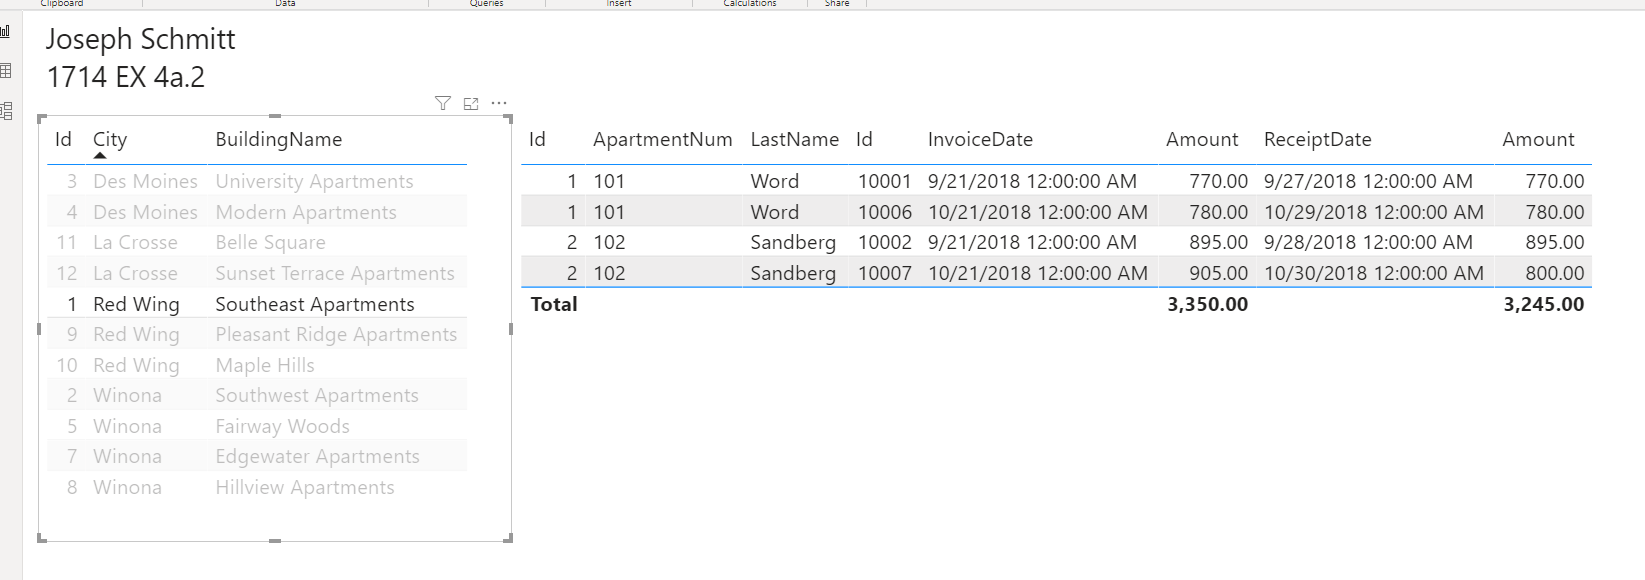 Clipboard Data Queries Insert Calculations Share
Joseph Schmitt
1714 EX 4a.2
Id City BuildingName
3 Des Moines University Apartments
4 Des Moines Modern Apartments
11 La Crosse Belle Square
12 La Crosse Sunset Terrace Apartments
1 Red Wing Southeast Apartments
9 Red Wing Pleasant Ridge Apartments
10 Red Wing Maple Hills
2 Winona Southwest Apartments
5 Winona Fairway Woods
7 Winona Edgewater Apartments
8 Winona Hillview Apartments
Id ApartmentNum LastName Id InvoiceDate Amount ReceiptDate Amount
1 101 Word 10001 9/21/2018 12:00:00 AM 770.00 9/27/2018 12:00:00 AM 770.00
1 101 Word 10006 10/21/2018 12:00:00 AM 780.00 10/29/2018 12:00:00 AM 780.00
2 102 Sandberg 10002 9/21/2018 12:00:00 AM 895.00 9/28/2018 12:00:00 AM 895.00
2 102 Sandberg 10007 10/21/2018 12:00:00 AM 905.00 10/30/2018 12:00:00 AM 800.00
Total 3,350.00 3,245.00